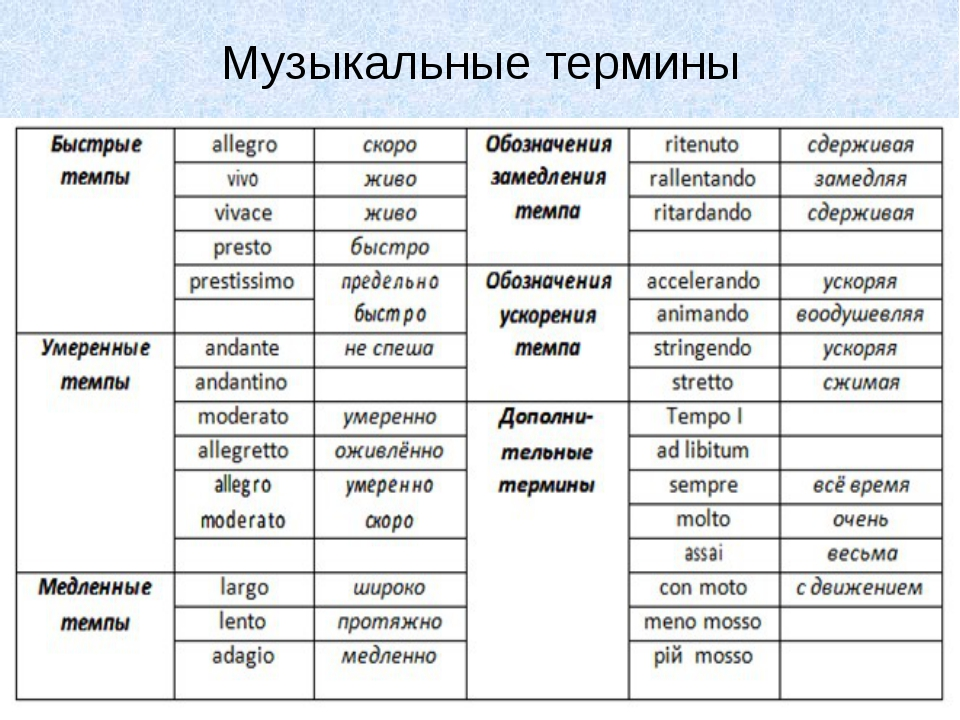 Музыкальные термины
Быстрые темпы
allegro скоро
vivo живо
vivace живо
presto быстро
prestissimo предельно быстро
Умеренные темпы
andante не спеша
andantino
moderato умеренно
allegretto оживлённо
allegro moderato умеренно скоро
Медленные темпы
largo широко
lento протяжно
adagio медленно
Обозначения замедления темпа
ritenuto сдерживая
rallentando замедляя
ritardando сдерживая
Обозначения ускорения темпа
accelerando ускоряя
animando воодушевляя
stringendo ускоряя
stretto сжимая
Дополни-
тельные
термины
Tempo I
ad libitum
sempre всё время
molto очень
assai весьма
con moto с движением
meno mosso
рій mosso